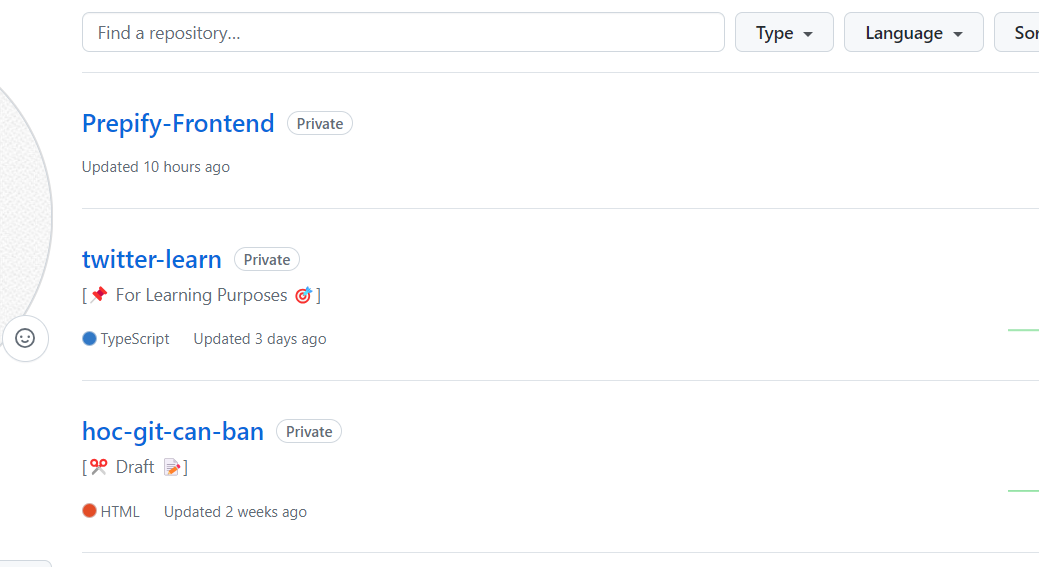 Find a repository...
Type
Language
Sor
Prepify-Frontend Private
Updated 10 hours ago
twitter-learn Private
[📌 For Learning Purposes 🎯]
TypeScript Updated 3 days ago
hoc-git-can-ban Private
[✂️ Draft 📝]
HTML Updated 2 weeks ago